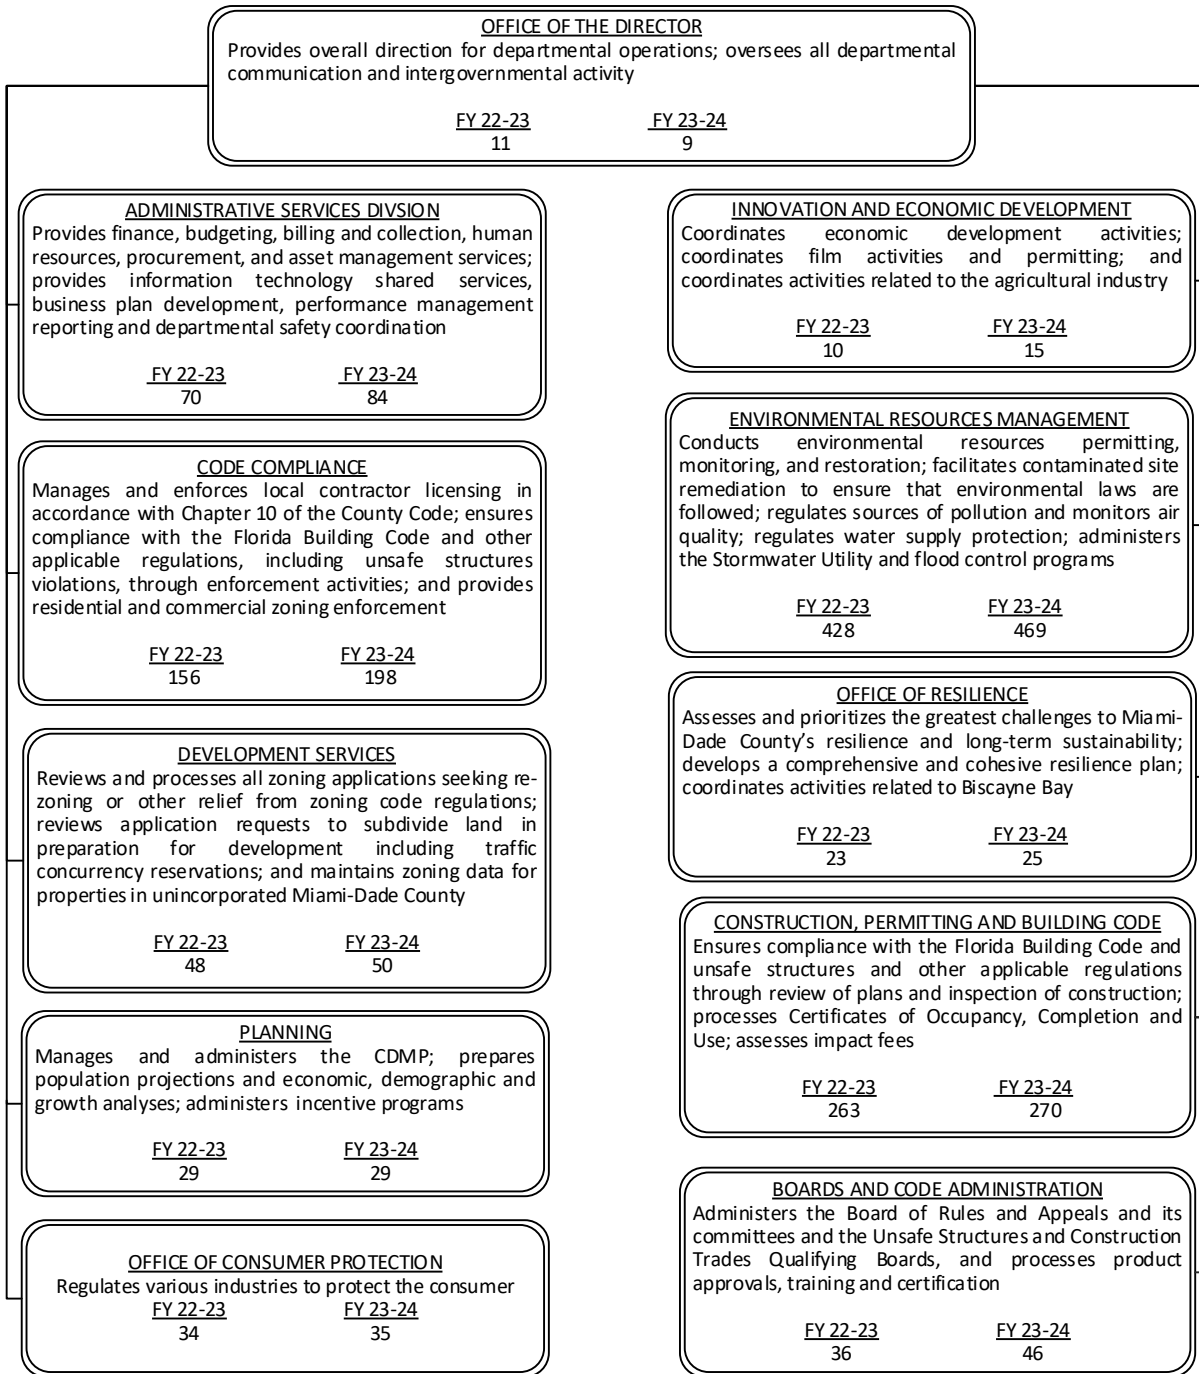 OFFICE OF THE DIRECTOR
Provides overall direction for departmental operations; oversees all departmental
communication and intergovernmental activity
FY 22-23 FY 23-24
11 9
ADMINISTRATIVE SERVICES DIVSION
Provides finance, budgeting, billing and collection, human
resources, procurement, and asset management services;
provides information technology shared services,
business plan development, performance management
reporting and departmental safety coordination
FY 22-23 FY 23-24
70 84
CODE COMPLIANCE
Manages and enforces local contractor licensing in
accordance with Chapter 10 of the County Code; ensures
compliance with the Florida Building Code and other
applicable regulations, including unsafe structures
violations, through enforcement activities; and provides
residential and commercial zoning enforcement
FY 22-23 FY 23-24
156 198
DEVELOPMENT SERVICES
Reviews and processes all zoning applications seeking re-
zoning or other relief from zoning code regulations;
reviews application requests to subdivide land in
preparation for development including traffic
concurrency reservations; and maintains zoning data for
properties in unincorporated Miami-Dade County
FY 22-23 FY 23-24
48 50
PLANNING
Manages and administers the CDMP; prepares
population projections and economic, demographic and
growth analyses; administers incentive programs
FY 22-23 FY 23-24
29 29
OFFICE OF CONSUMER PROTECTION
Regulates various industries to protect the consumer
FY 22-23 FY 23-24
34 35
INNOVATION AND ECONOMIC DEVELOPMENT
Coordinates economic development activities;
coordinates film activities and permitting; and
coordinates activities related to the agricultural industry
FY 22-23 FY 23-24
10 15
ENVIRONMENTAL RESOURCES MANAGEMENT
Conducts environmental resources permitting,
monitoring, and restoration; facilitates contaminated site
remediation to ensure that environmental laws are
followed; regulates sources of pollution and monitors air
quality; regulates water supply protection; administers
the Stormwater Utility and flood control programs
FY 22-23 FY 23-24
428 469
OFFICE OF RESILIENCE
Assesses and prioritizes the greatest challenges to Miami-
Dade County’s resilience and long-term sustainability;
develops a comprehensive and cohesive resilience plan;
coordinates activities related to Biscayne Bay
FY 22-23 FY 23-24
23 25
CONSTRUCTION, PERMITTING AND BUILDING CODE
Ensures compliance with the Florida Building Code and
unsafe structures and other applicable regulations
through review of plans and inspection of construction;
processes Certificates of Occupancy, Completion and
Use; assesses impact fees
FY 22-23 FY 23-24
263 270
BOARDS AND CODE ADMINISTRATION
Administers the Board of Rules and Appeals and its
committees and the Unsafe Structures and Construction
Trades Qualifying Boards, and processes product
approvals, training and certification
FY 22-23 FY 23-24
36 46